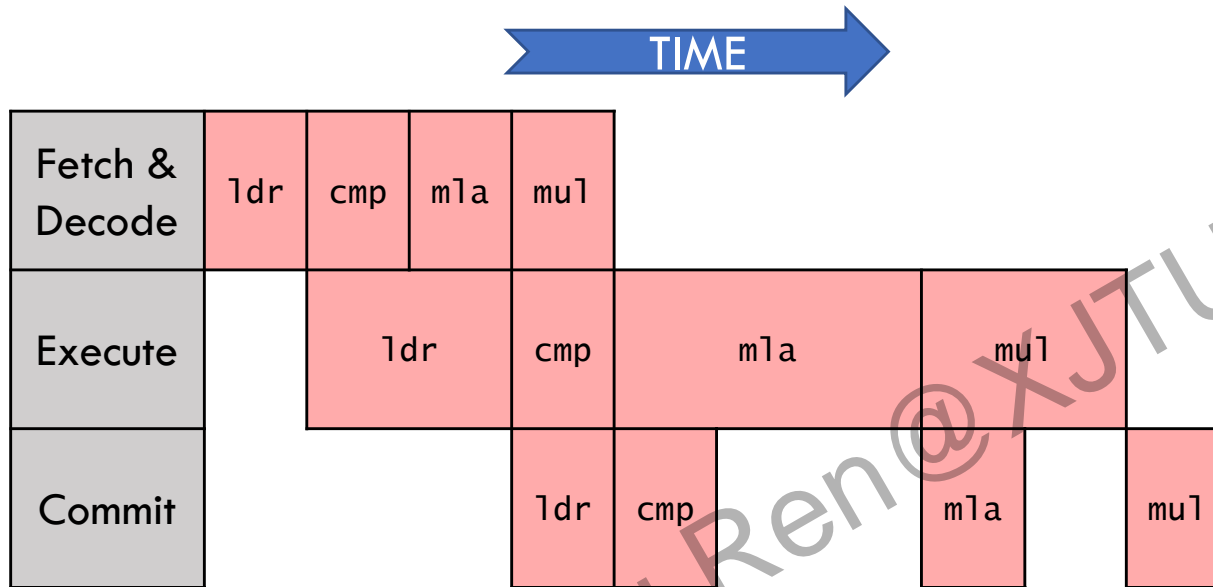 TIME
Fetch &
Decode
ldr
cmp
mla
mul
Execute
ldr
cmp
mla
mul
Commit
ldr
cmp
mla
mul
Ren@XJTU